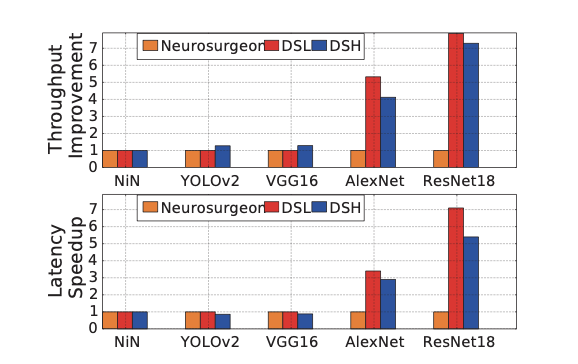 Throughput
Improvement
7
6
5
4
3
2
1
0
Neurosurgeon DSL DSH
NiN YOLOv2 VGG16 AlexNet ResNet18
Latency
Speedup
7
6
5
4
3
2
1
0
Neurosurgeon DSL DSH
NiN YOLOv2 VGG16 AlexNet ResNet18